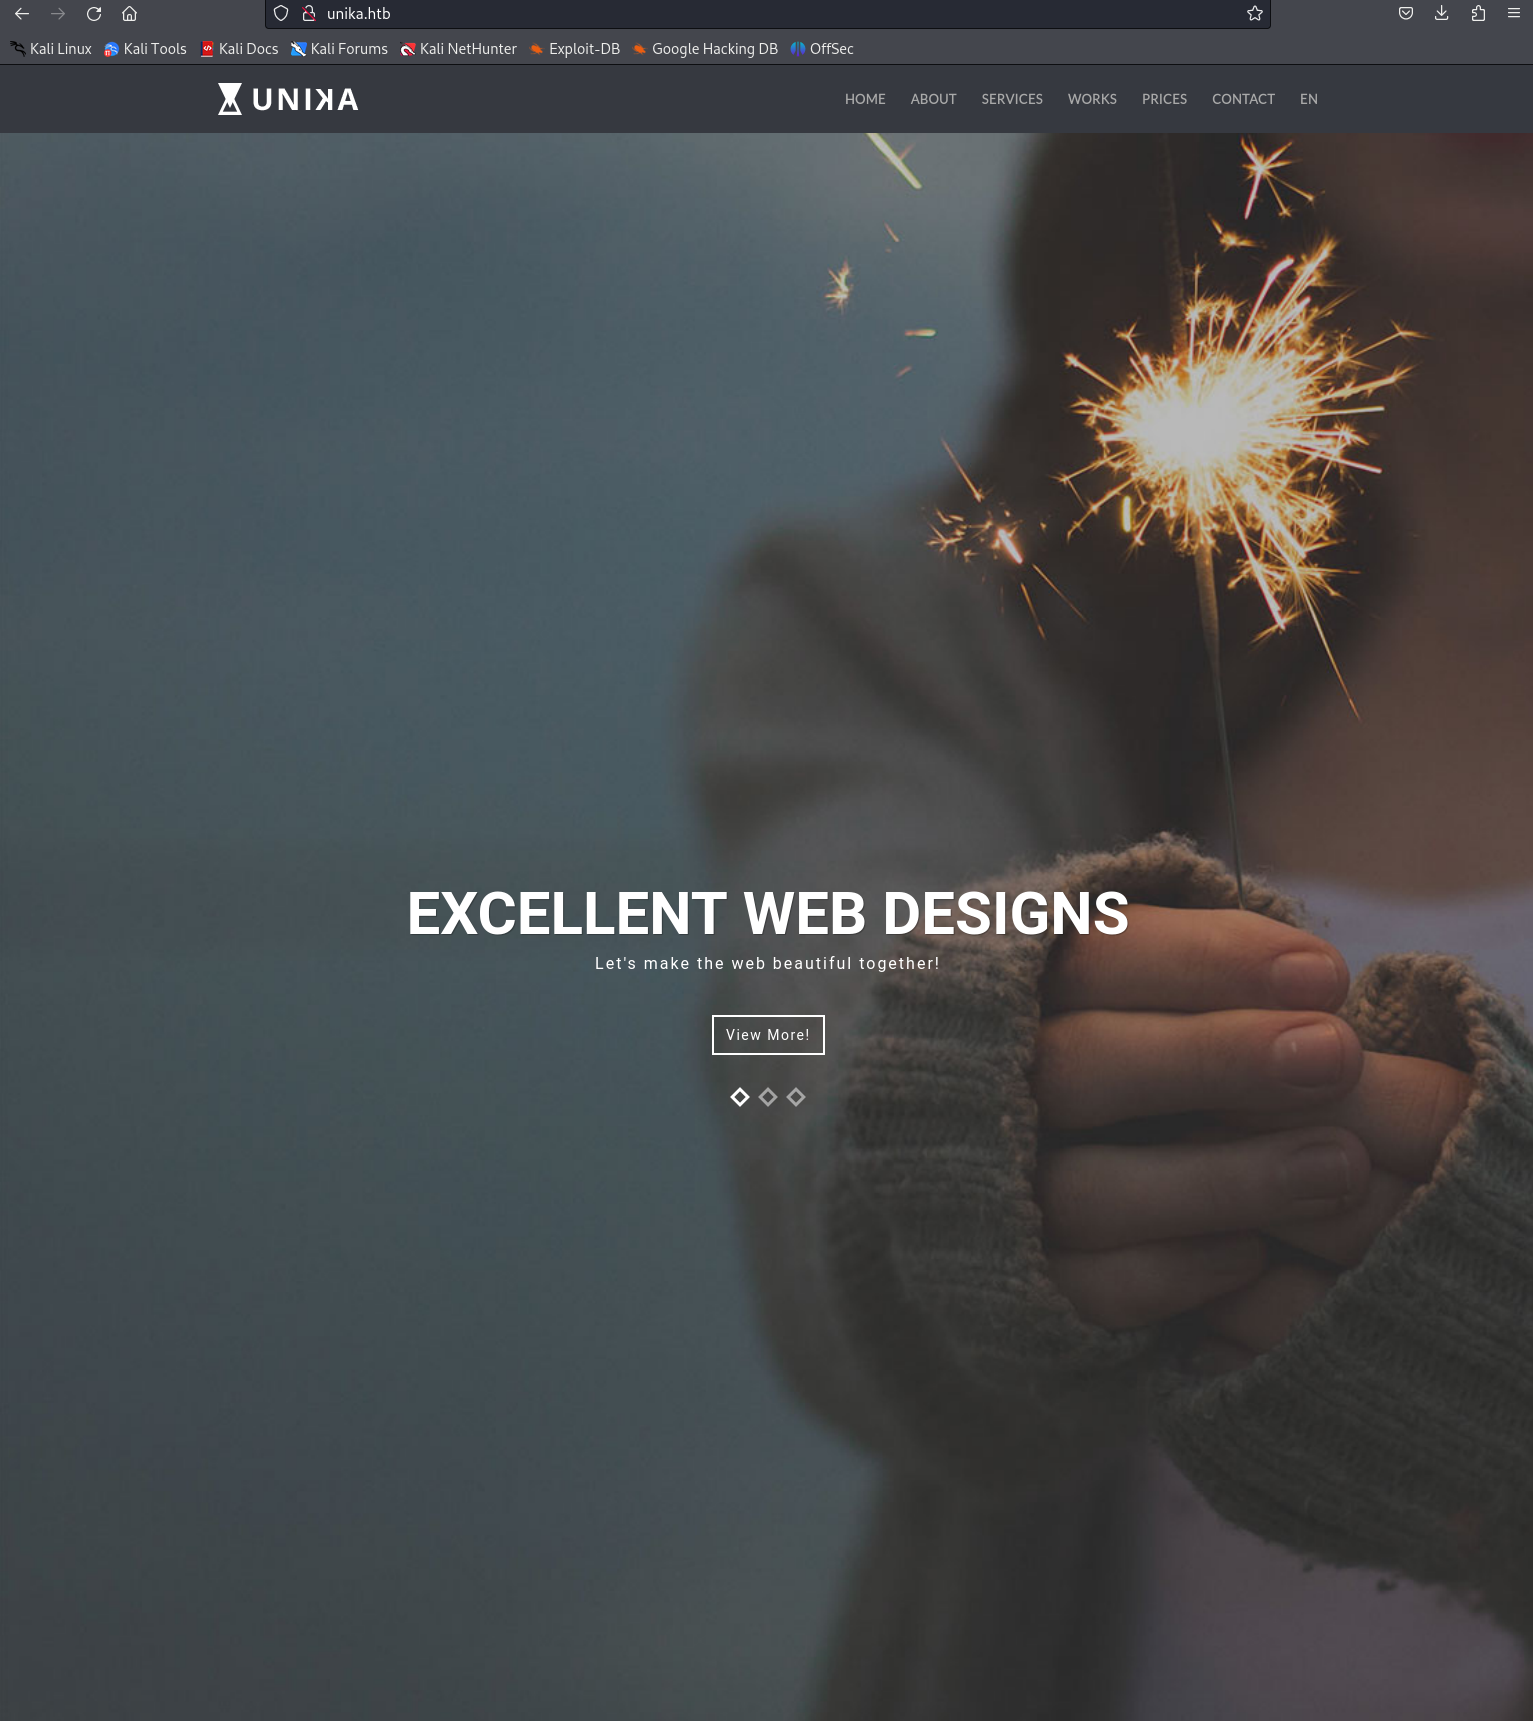 unika.htb
Kali Linux Kali Tools Kali Docs Kali Forums Kali NetHunter Exploit-DB Google Hacking DB OffSec
UNIKA HOME ABOUT SERVICES WORKS PRICES CONTACT EN
EXCELLENT WEB DESIGNS
Let's make the web beautiful together!
View More!